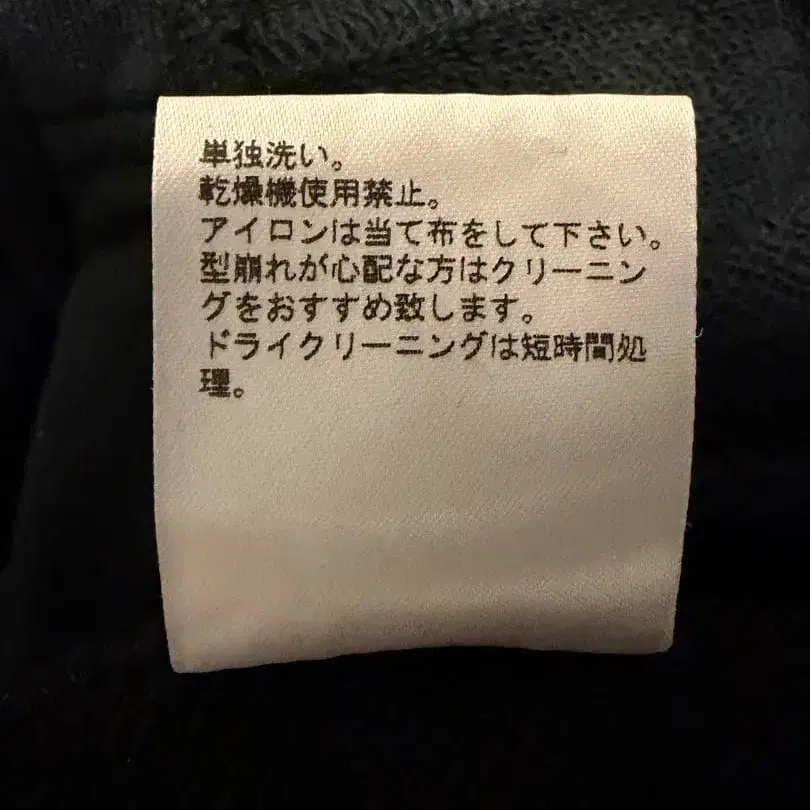 単独洗い。
乾燥機使用禁止。
アイロンは当て布をして下さい。
型崩れが心配な方はクリーニン
グをおすすめ致します。
ドライクリーニングは短時間処
理。